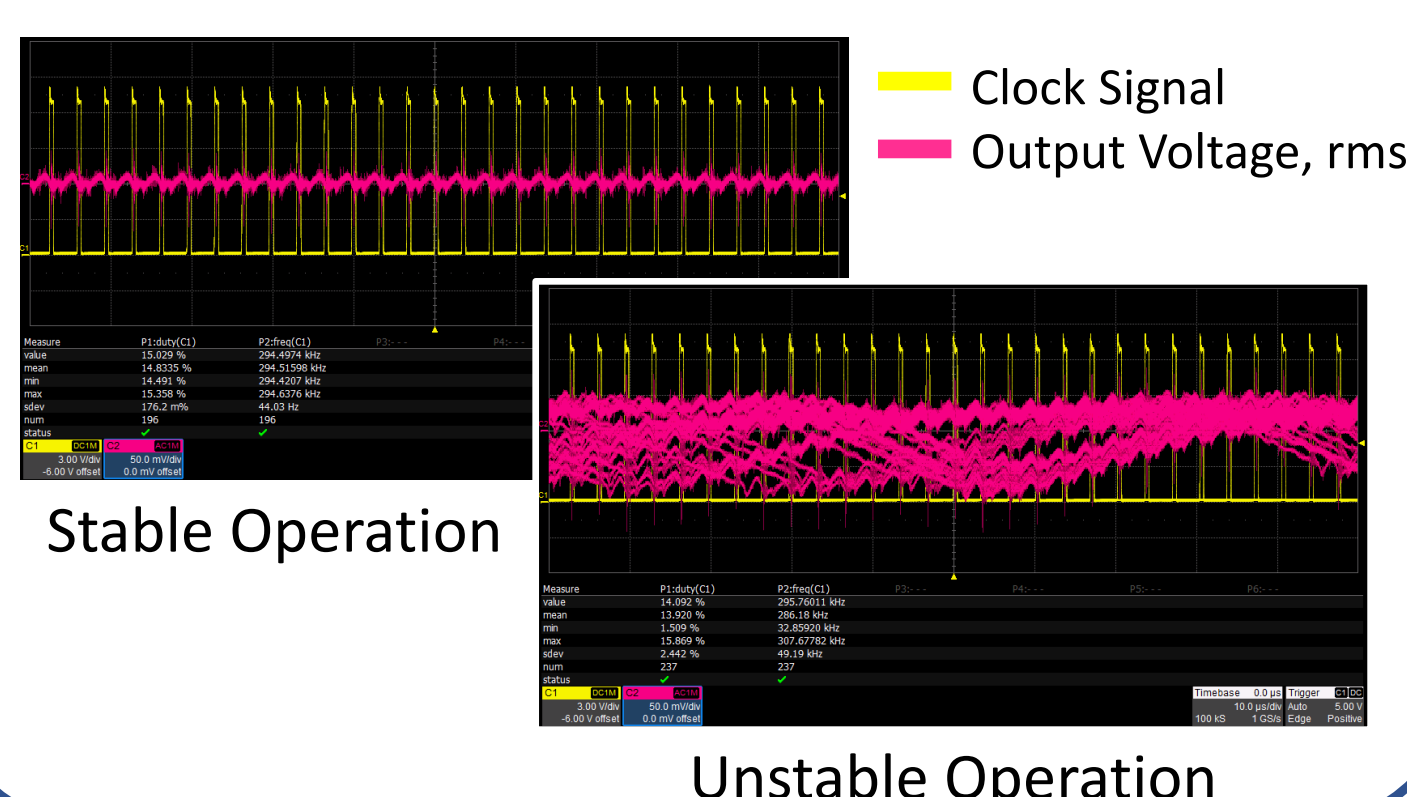 Clock Signal
Output Voltage, rms
C2
C1
Measure P1:duty(C1) P2:freq(C1) P3:- - - P4:- - -
value 15.029 % 294.4974 kHz
mean 14.8335 % 294.51598 kHz
min 14.491 % 294.4207 kHz
max 15.358 % 294.6376 kHz
sdev 176.2 m% 44.03 Hz
num 196 196
status
C1 DC1M C2 AC1M
3.00 V/div 50.0 mV/div
-6.00 V offset 0.0 mV offset
Stable Operation
C1
Measure P1:duty(C1) P2:freq(C1) P3:- - - P4:- - - P5:- - - P6:- - -
value 14.092 % 295.76011 kHz
mean 13.920 % 286.18 kHz
min 1.509 % 32.85920 kHz
max 15.869 % 307.67782 kHz
sdev 2.442 % 49.19 kHz
num 237 237
status
C1 DC1M C2 AC1M Timebase 0.0 µs Trigger C1 DC
3.00 V/div 50.0 mV/div 10.0 µs/div Auto 5.00 V
-6.00 V offset 0.0 mV offset 100 kS 1 GS/s Edge Positive
Unstable Operation